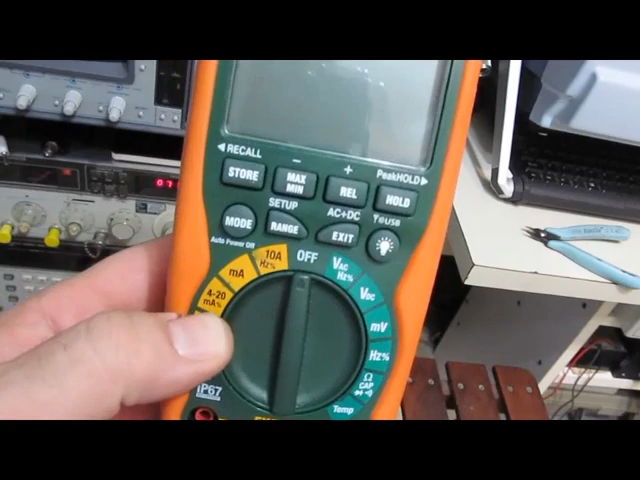 ◀RECALL - + PeakHOLD▶
STORE MAX MIN REL HOLD
SETUP AC+DC USB
MODE RANGE EXIT
Auto Power Off
10A Hz% OFF VAC Hz%
mA VDC
4-20 mA% mV
Hz%
Ω CAP
IP67 Temp
07